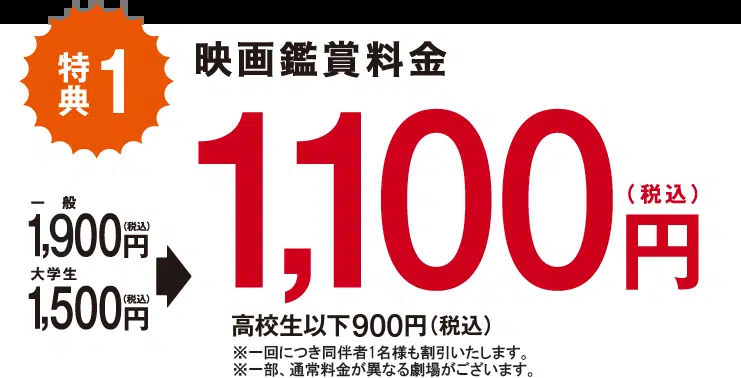 特典1
映画鑑賞料金
一般
1,900円(税込)
大学生
1,500円(税込)
1,100円(税込)
高校生以下900円(税込)
※一回につき同伴者1名様も割引いたします。
※一部、通常料金が異なる劇場がございます。